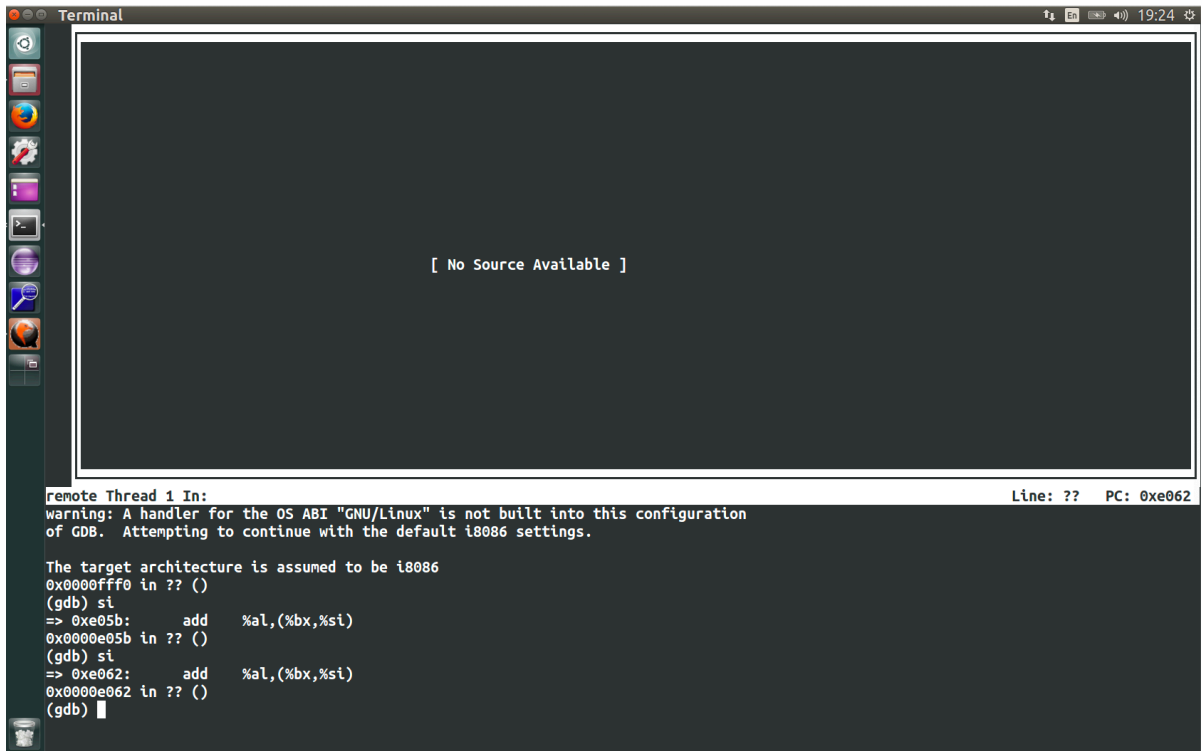 Terminal
En
19:24
[ No Source Available ]
remote Thread 1 In: Line: ?? PC: 0xe062
warning: A handler for the OS ABI "GNU/Linux" is not built into this configuration
of GDB.  Attempting to continue with the default i8086 settings.
The target architecture is assumed to be i8086
0x0000fff0 in ?? ()
(gdb) si
=> 0xe05b:      add    %al,(%bx,%si)
0x0000e05b in ?? ()
(gdb) si
=> 0xe062:      add    %al,(%bx,%si)
0x0000e062 in ?? ()
(gdb)